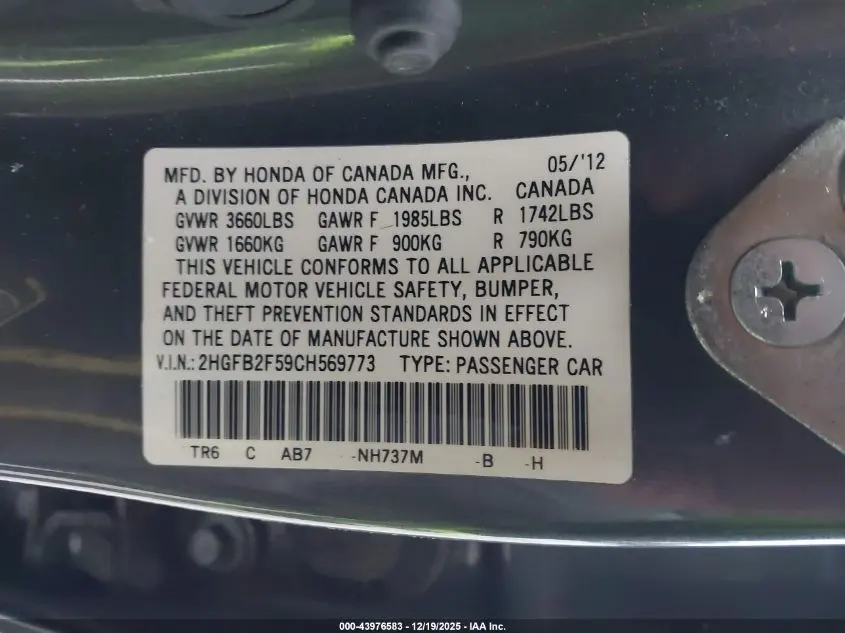 MFD. BY HONDA OF CANADA MFG., 05/'12
A DIVISION OF HONDA CANADA INC. CANADA
GVWR 3660LBS GAWR F 1985LBS R 1742LBS
GVWR 1660KG GAWR F 900KG R 790KG
THIS VEHICLE CONFORMS TO ALL APPLICABLE
FEDERAL MOTOR VEHICLE SAFETY, BUMPER,
AND THEFT PREVENTION STANDARDS IN EFFECT
ON THE DATE OF MANUFACTURE SHOWN ABOVE.
V.I.N.: 2HGFB2F59CH569773 TYPE: PASSENGER CAR
TR6 C AB7 -NH737M -B -H
000-43976583 - 12/19/2025 - IAA Inc.